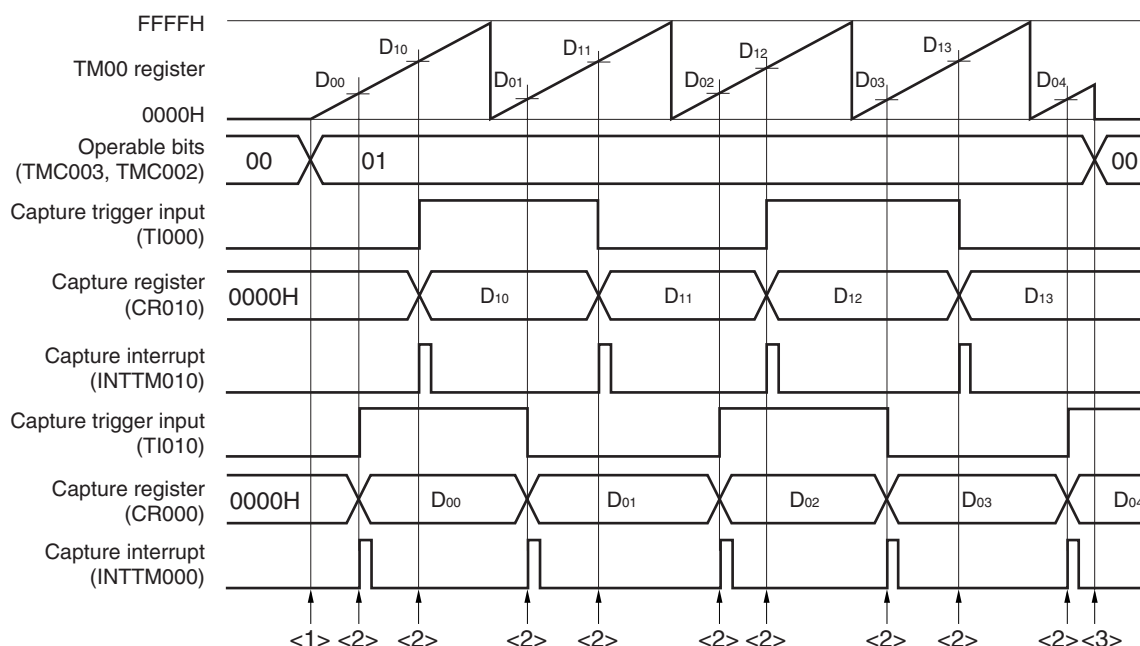 FFFFH
TM00 register
0000H
D10 D11 D12 D13
D00 D01 D02 D03 D04
Operable bits
(TMC003, TMC002)
00 01 00
Capture trigger input
(TI000)
Capture register
(CR010)
0000H D10 D11 D12 D13
Capture interrupt
(INTTM010)
Capture trigger input
(TI010)
Capture register
(CR000)
0000H D00 D01 D02 D03 D04
Capture interrupt
(INTTM000)
<1> <2> <2> <2> <2> <2> <2> <2> <2> <2> <3>